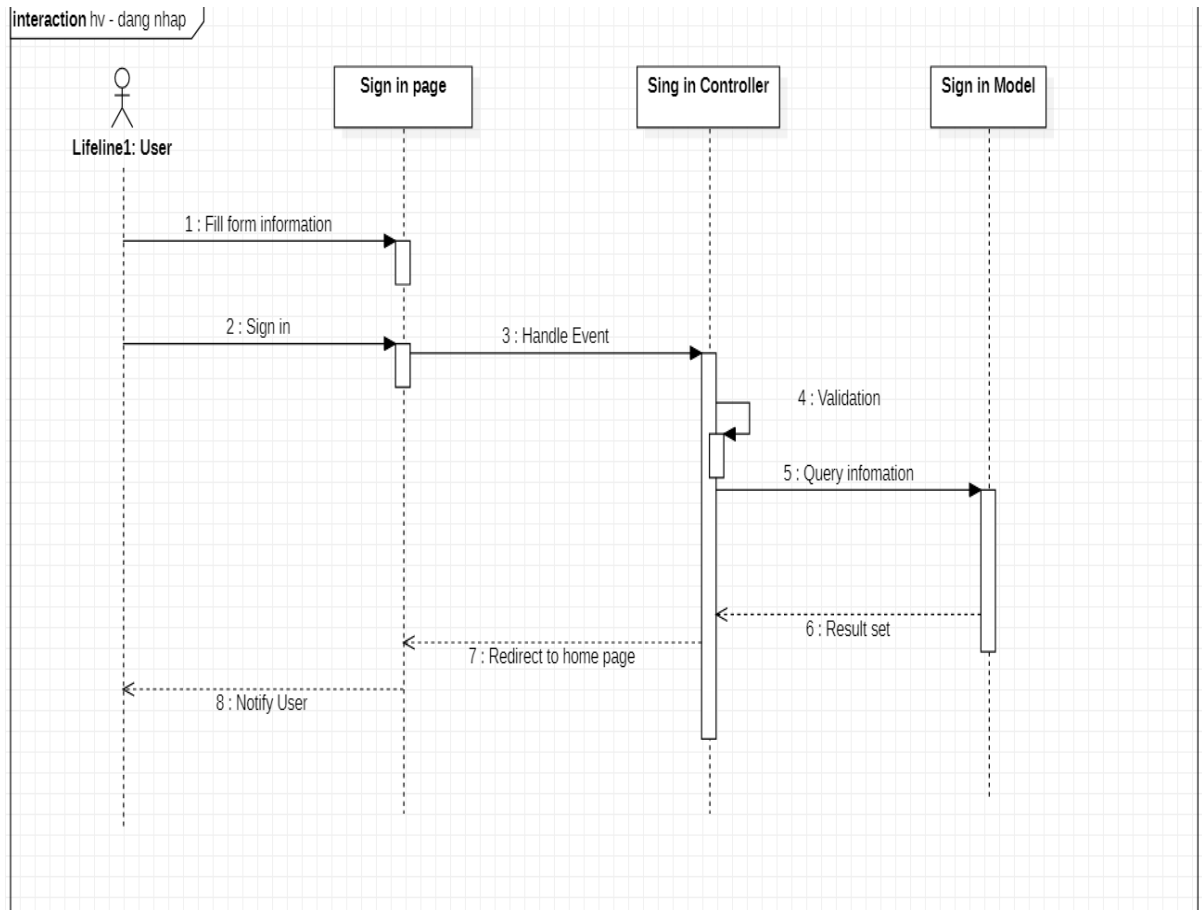 interaction hv - dang nhap
Sign in page
Sing in Controller
Sign in Model
Lifeline1: User
1 : Fill form information
2 : Sign in
3 : Handle Event
4 : Validation
5 : Query infomation
6 : Result set
7 : Redirect to home page
8 : Notify User